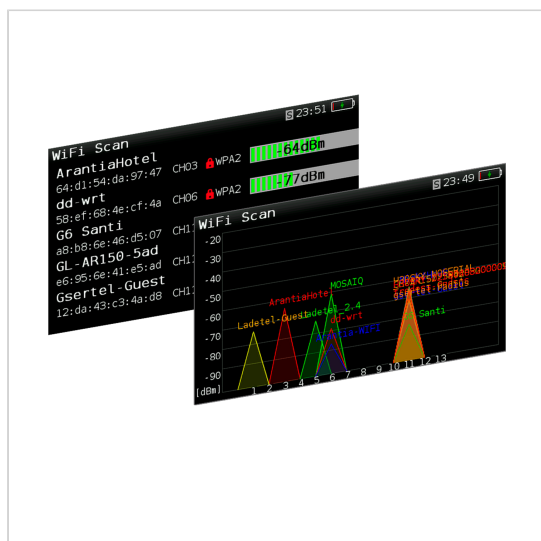 S 23:51
WiFi Scan
ArantiaHotel
64:d1:54:da:97:47 CH03 WPA2 -64dBm
dd-wrt
58:ef:68:4e:cf:4a CH06 WPA2 -77dBm
G6 Santi
a8:b8:6e:46:d5:07
GL-AR150-5ad
e6:95:6e:41:e5:ad
Gsertel-Guest
12:da:43:c3:4a:d8
S 23:49
WiFi Scan
-20
-30
-40
-50
MOSAIQ
-60
ArantiaHotel
Ladetel-Guest
Ladetel_2.4
dd-wrt
Santi
-70
-80
-90
[dBm]
1 2 3 4 5 6 7 8 9 10 11 12 13